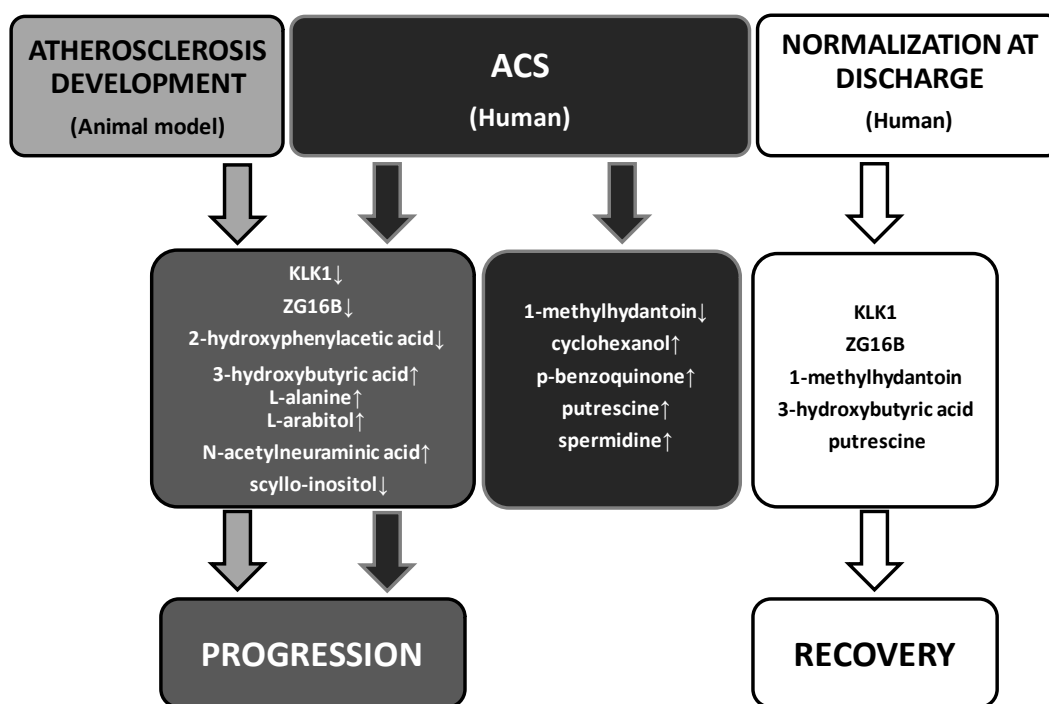 ATHEROSCLEROSIS
DEVELOPMENT
(Animal model)
ACS
(Human)
NORMALIZATION AT
DISCHARGE
(Human)
KLK1↓
ZG16B↓
2-hydroxyphenylacetic acid↓
3-hydroxybutyric acid↑
L-alanine↑
L-arabitol↑
N-acetylneuraminic acid↑
scyllo-inositol↓
1-methylhydantoin↓
cyclohexanol↑
p-benzoquinone↑
putrescine↑
spermidine↑
KLK1
ZG16B
1-methylhydantoin
3-hydroxybutyric acid
putrescine
PROGRESSION
RECOVERY